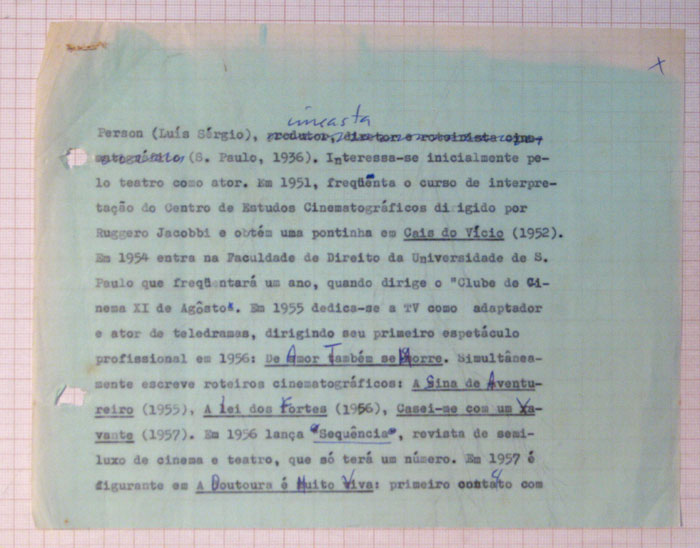 x
cineasta
Person (Luís Sérgio), produtor, diretor e roteirista cine-
matográfico (S. Paulo, 1936). Interessa-se inicialmente pe-
lo teatro como ator. Em 1951, freqüenta o curso de interpre-
tação do Centro de Estudos Cinematográficos dirigido por
Ruggero Jacobbi e obtém uma pontinha em Cais do Vício (1952).
Em 1954 entra na Faculdade de Direito da Universidade de S.
Paulo que freqüentará um ano, quando dirige o "Clube de Ci-
nema XI de Agôsto". Em 1955 dedica-se a TV como adaptador
e ator de teledramas, dirigindo seu primeiro espetáculo
profissional em 1956: De Amor Também se Morre. Simultânea-
mente escreve roteiros cinematográficos: A Sina de Aventu-
reiro (1955), A Lei dos Fortes (1956), Casei-me com um Xa-
vante (1957). Em 1956 lança "Sequência", revista de semi-
luxo de cinema e teatro, que só terá um número. Em 1957 é
figurante em A Doutoura é Muito Viva: primeiro contato com